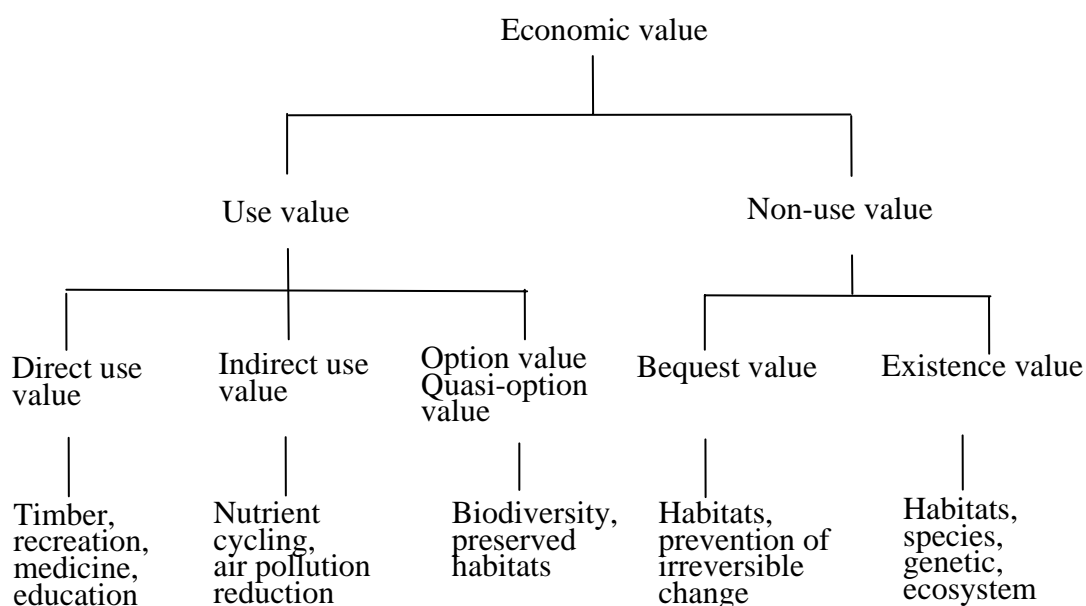 Economic value
Use value
Non-use value
Direct use
value
Indirect use
value
Option value
Quasi-option
value
Bequest value
Existence value
Timber,
recreation,
medicine,
education
Nutrient
cycling,
air pollution
reduction
Biodiversity,
preserved
habitats
Habitats,
prevention of
irreversible
change
Habitats,
species,
genetic,
ecosystem